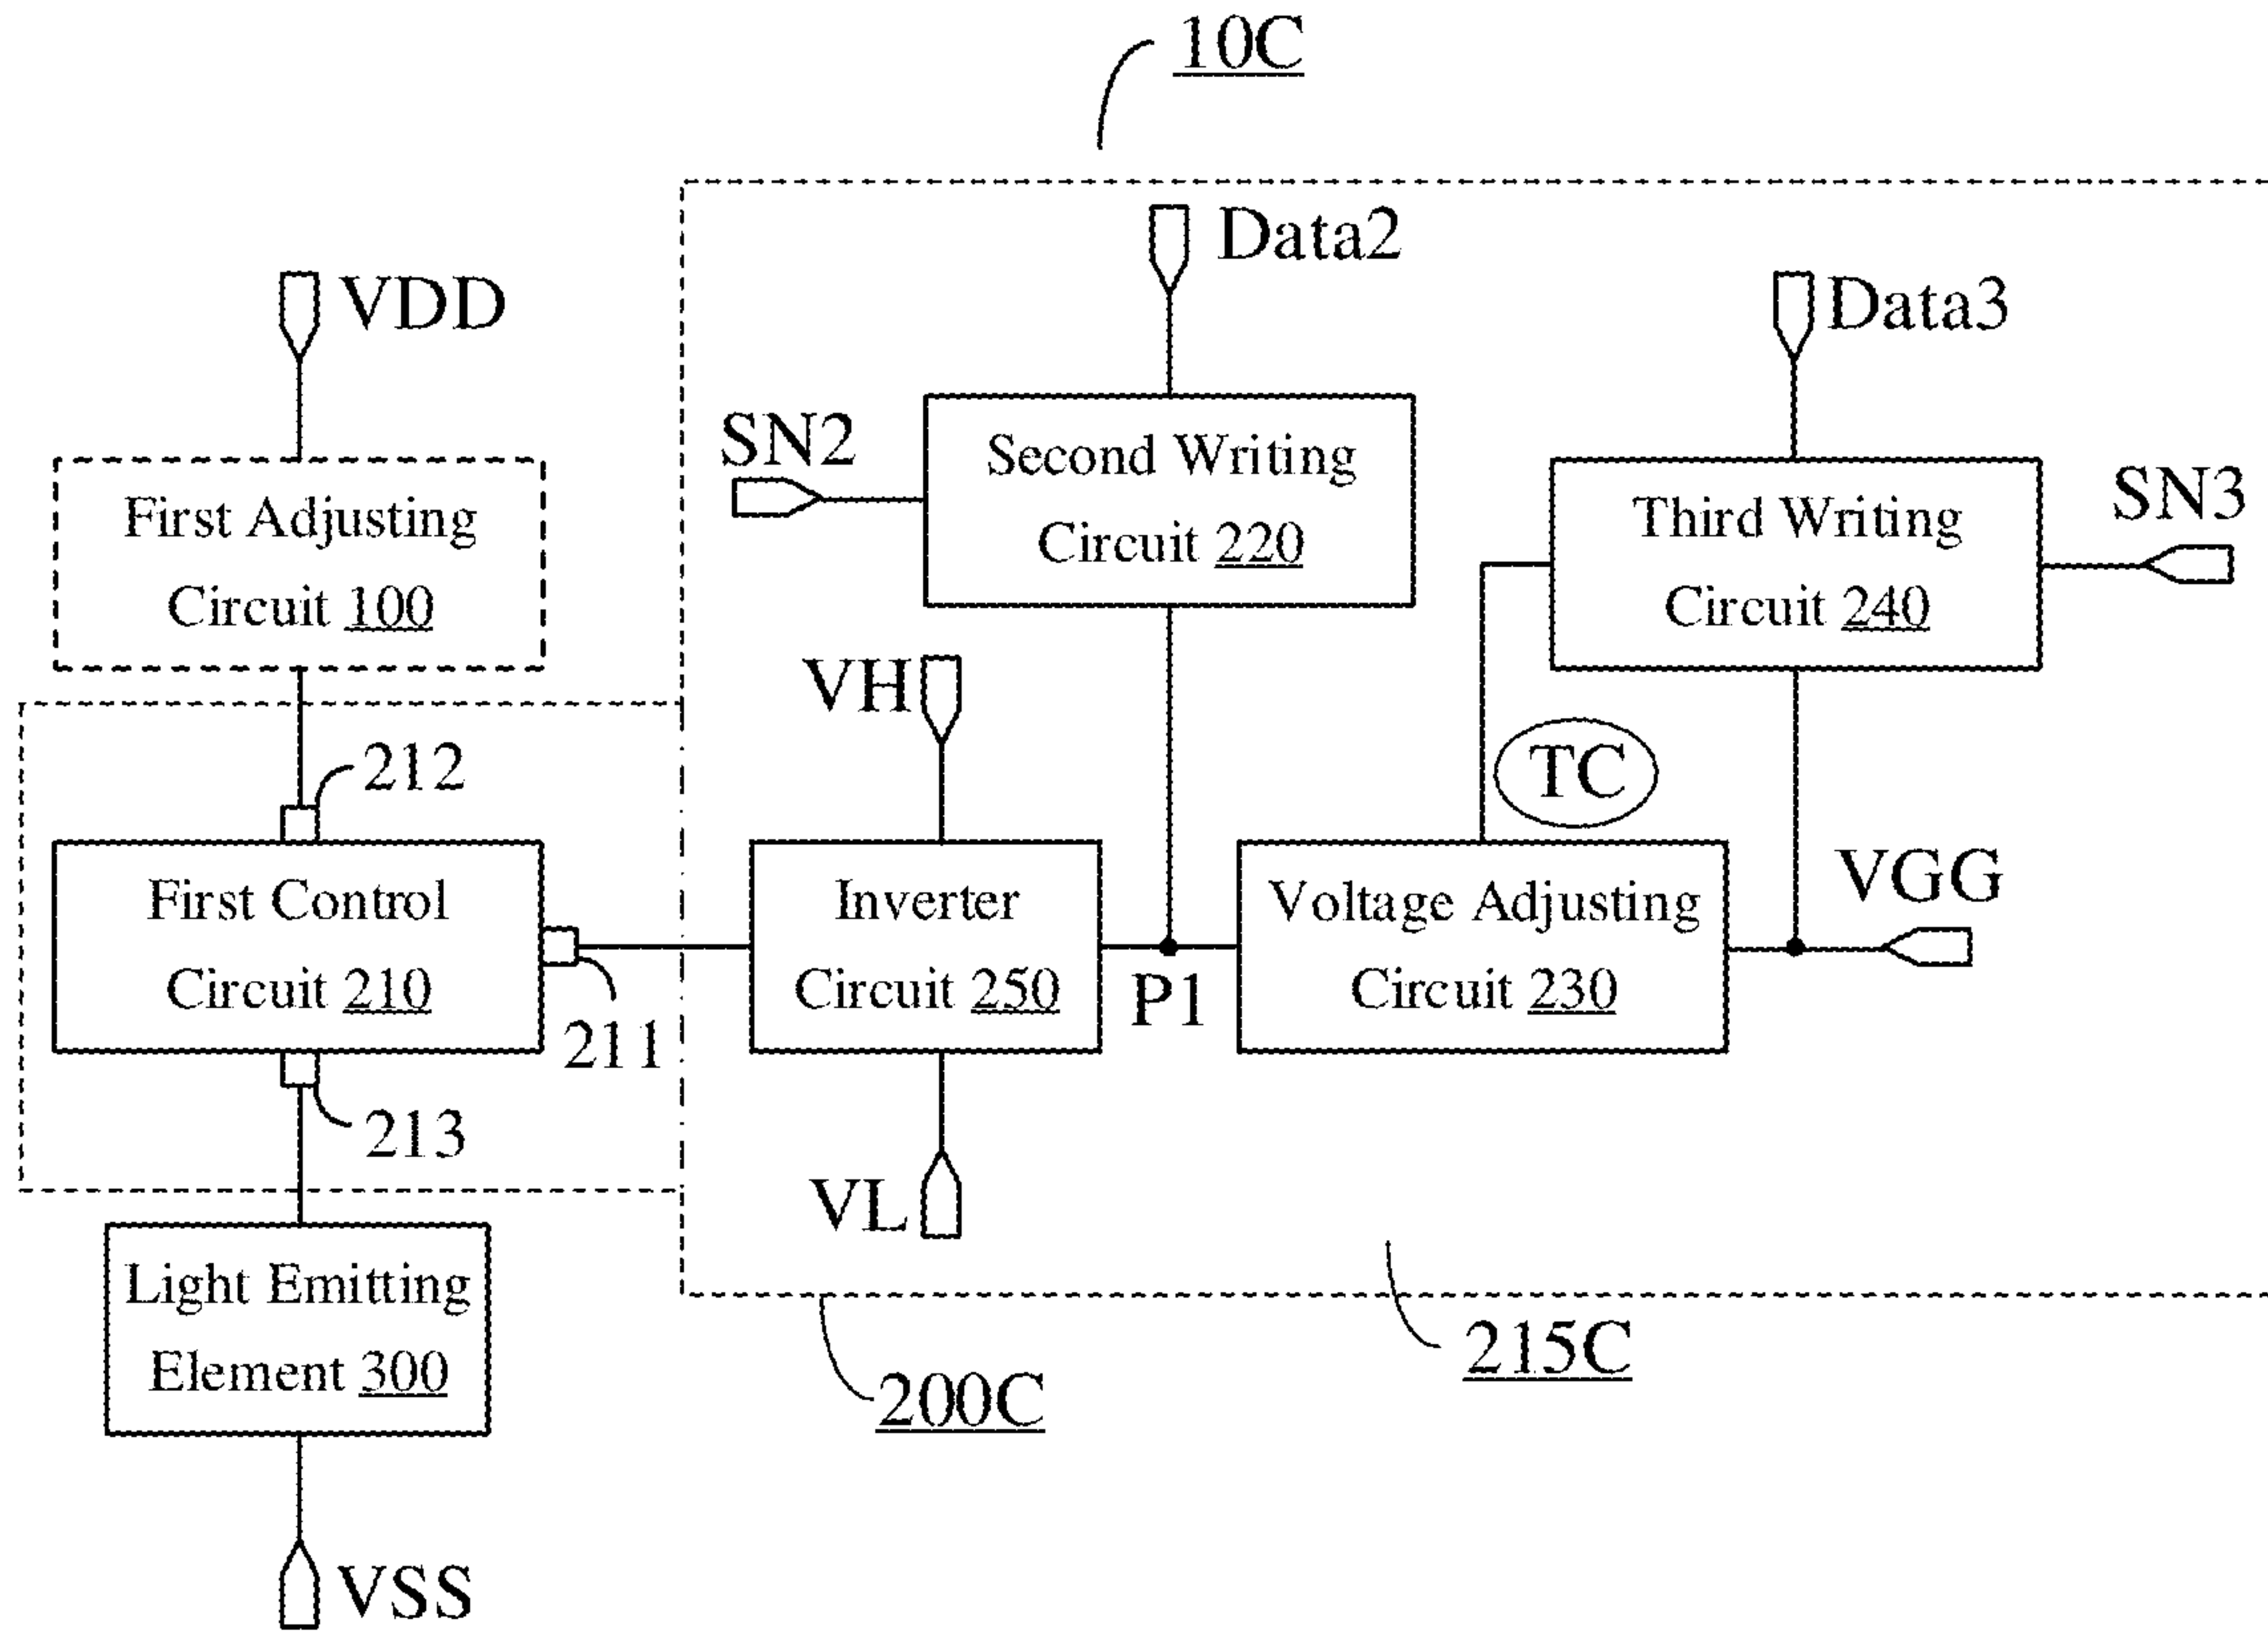 10C
Data2
VDD
Data3
SN2
Second Writing
Circuit 220
SN3
First Adjusting
Circuit 100
Third Writing
Circuit 240
VH
212
TC
First Control
Circuit 210
Inverter
Circuit 250
Voltage Adjusting
Circuit 230
VGG
P1
211
213
VL
Light Emitting
Element 300
215C
200C
VSS